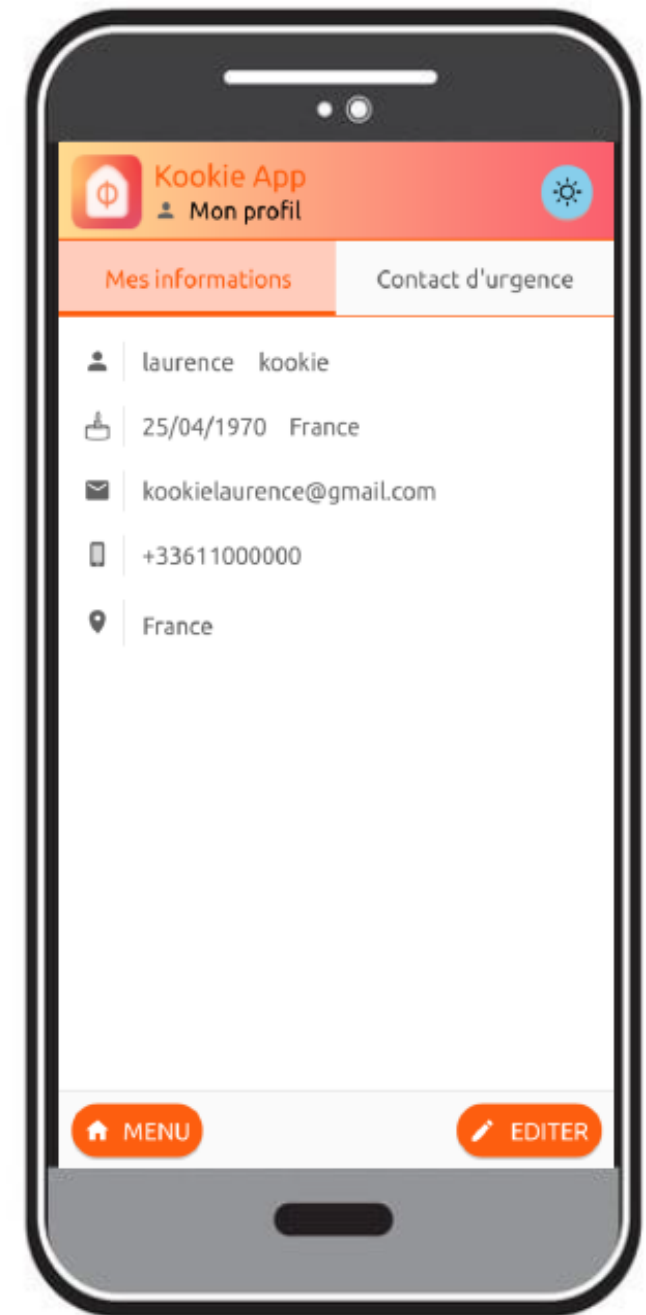 Kookie App
Mon profil
Mes informations Contact d'urgence
laurence kookie
25/04/1970 France
kookielaurence@gmail.com
+33611000000
France
MENU EDITER